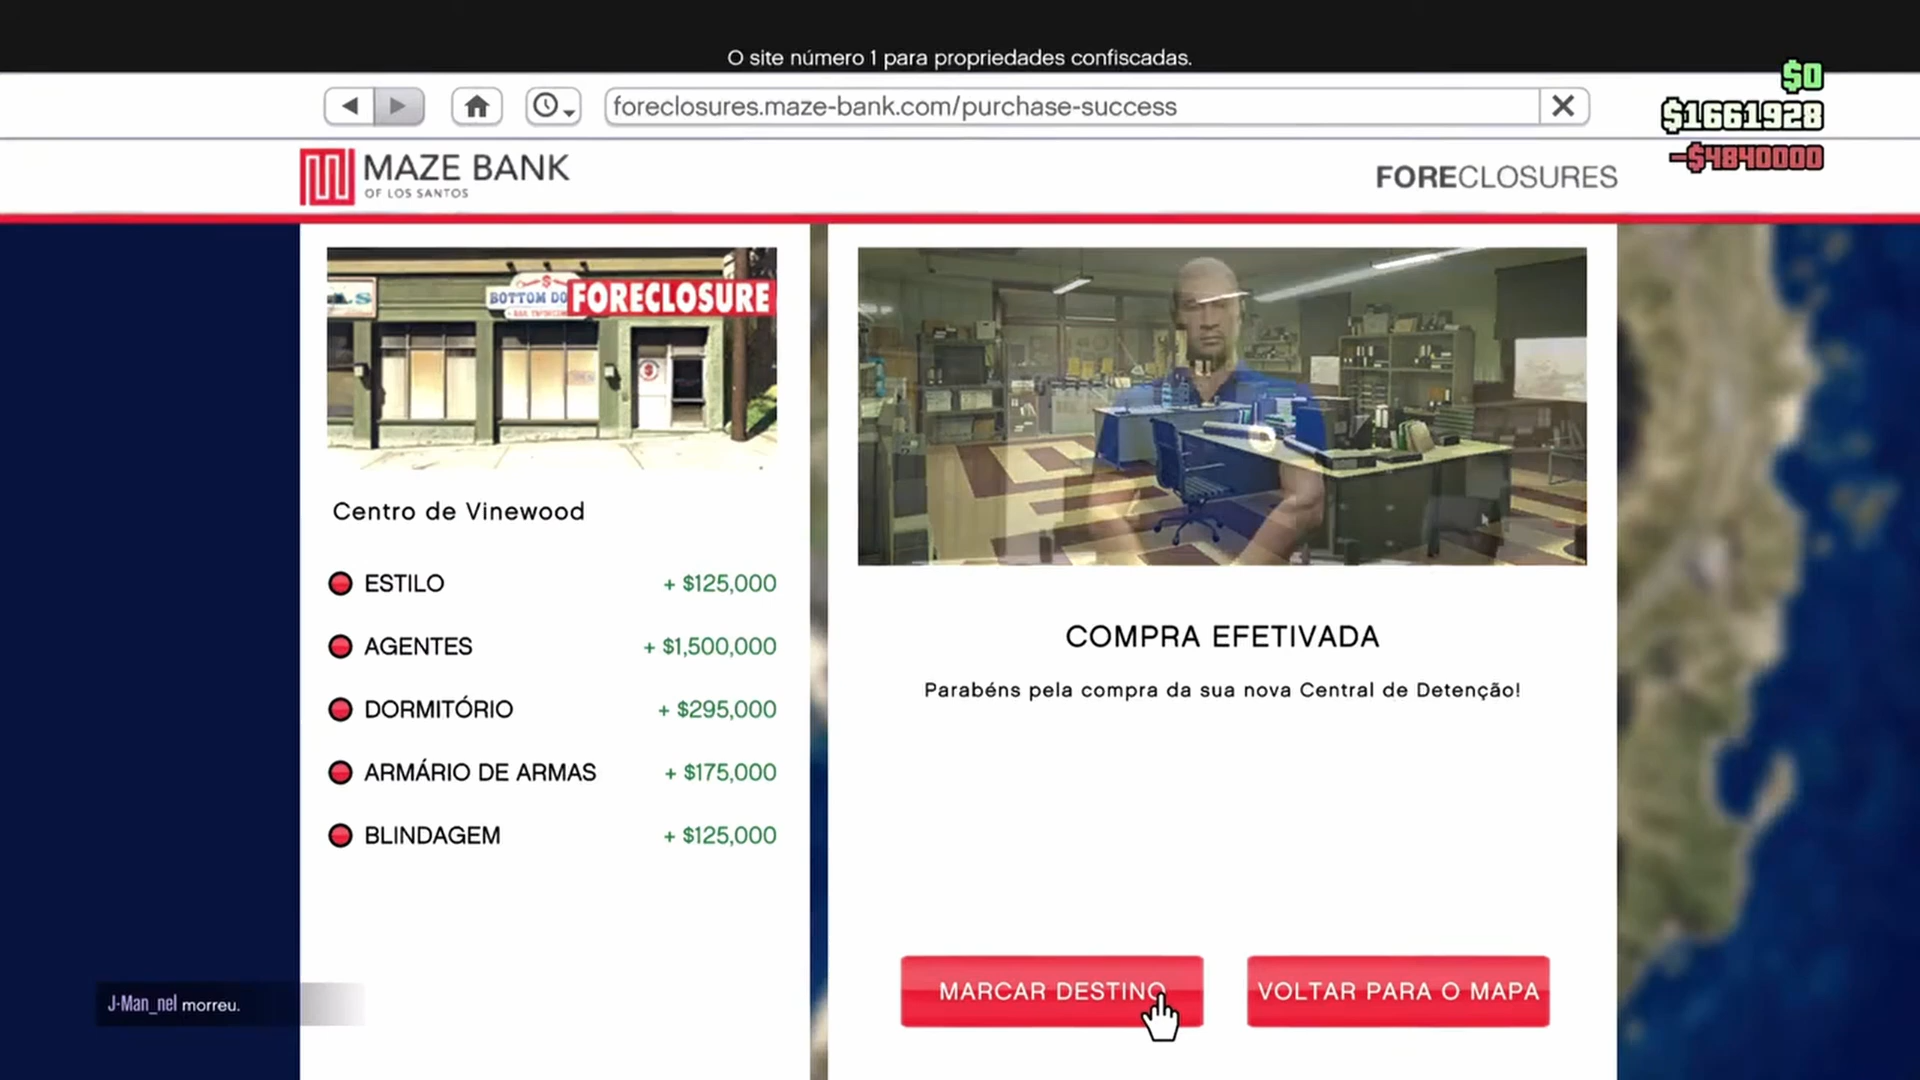 O site número 1 para propriedades confiscadas.
foreclosures.maze-bank.com/purchase-success
$0
$1661928
-$4840000
MAZE BANK
OF LOS SANTOS
FORECLOSURES
BOTTOM DO
FORECLOSURE
Centro de Vinewood
ESTILO + $125,000
AGENTES + $1,500,000
DORMITÓRIO + $295,000
ARMÁRIO DE ARMAS + $175,000
BLINDAGEM + $125,000
COMPRA EFETIVADA
Parabéns pela compra da sua nova Central de Detenção!
MARCAR DESTINO
VOLTAR PARA O MAPA
J-Man_nel morreu.